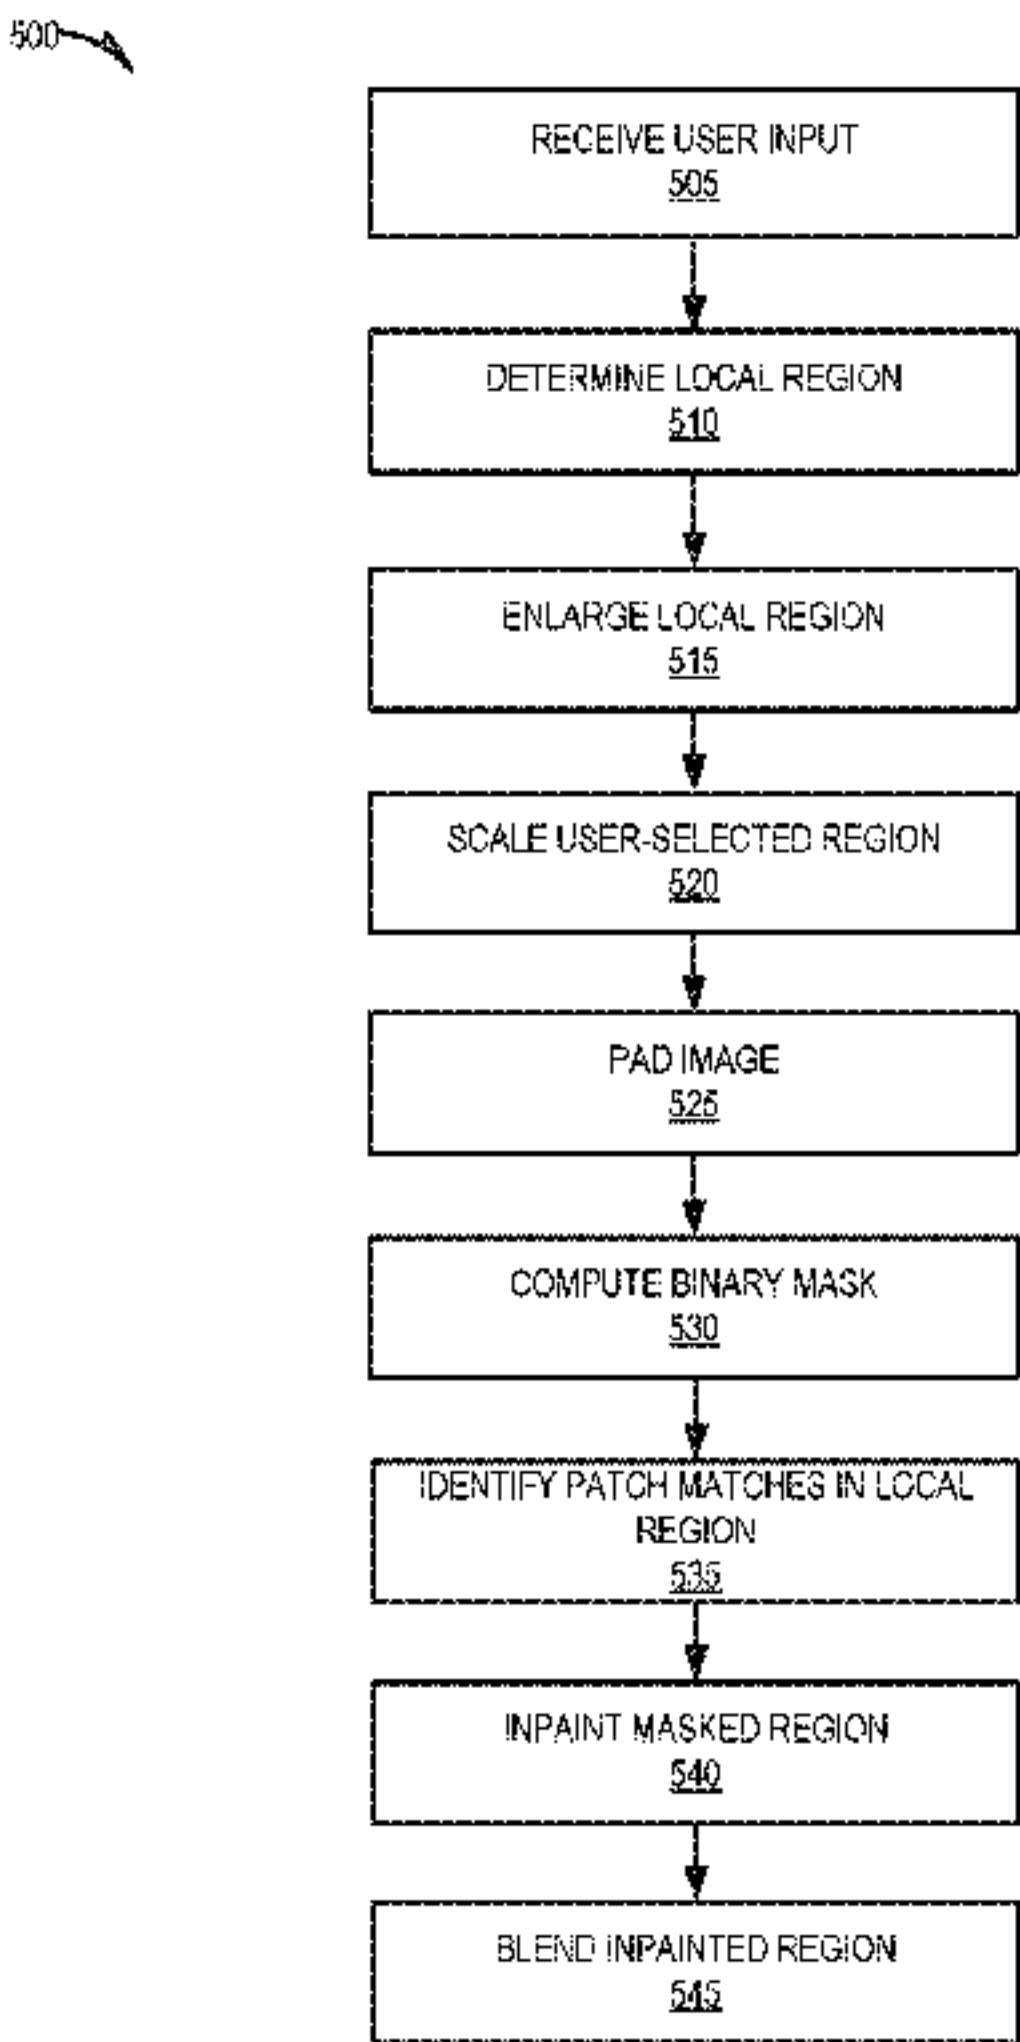 500
RECEIVE USER INPUT
505
DETERMINE LOCAL REGION
510
ENLARGE LOCAL REGION
515
SCALE USER-SELECTED REGION
520
PAD IMAGE
525
COMPUTE BINARY MASK
530
IDENTIFY PATCH MATCHES IN LOCAL
REGION
535
INPAINT MASKED REGION
540
BLEND INPAINTED REGION
545